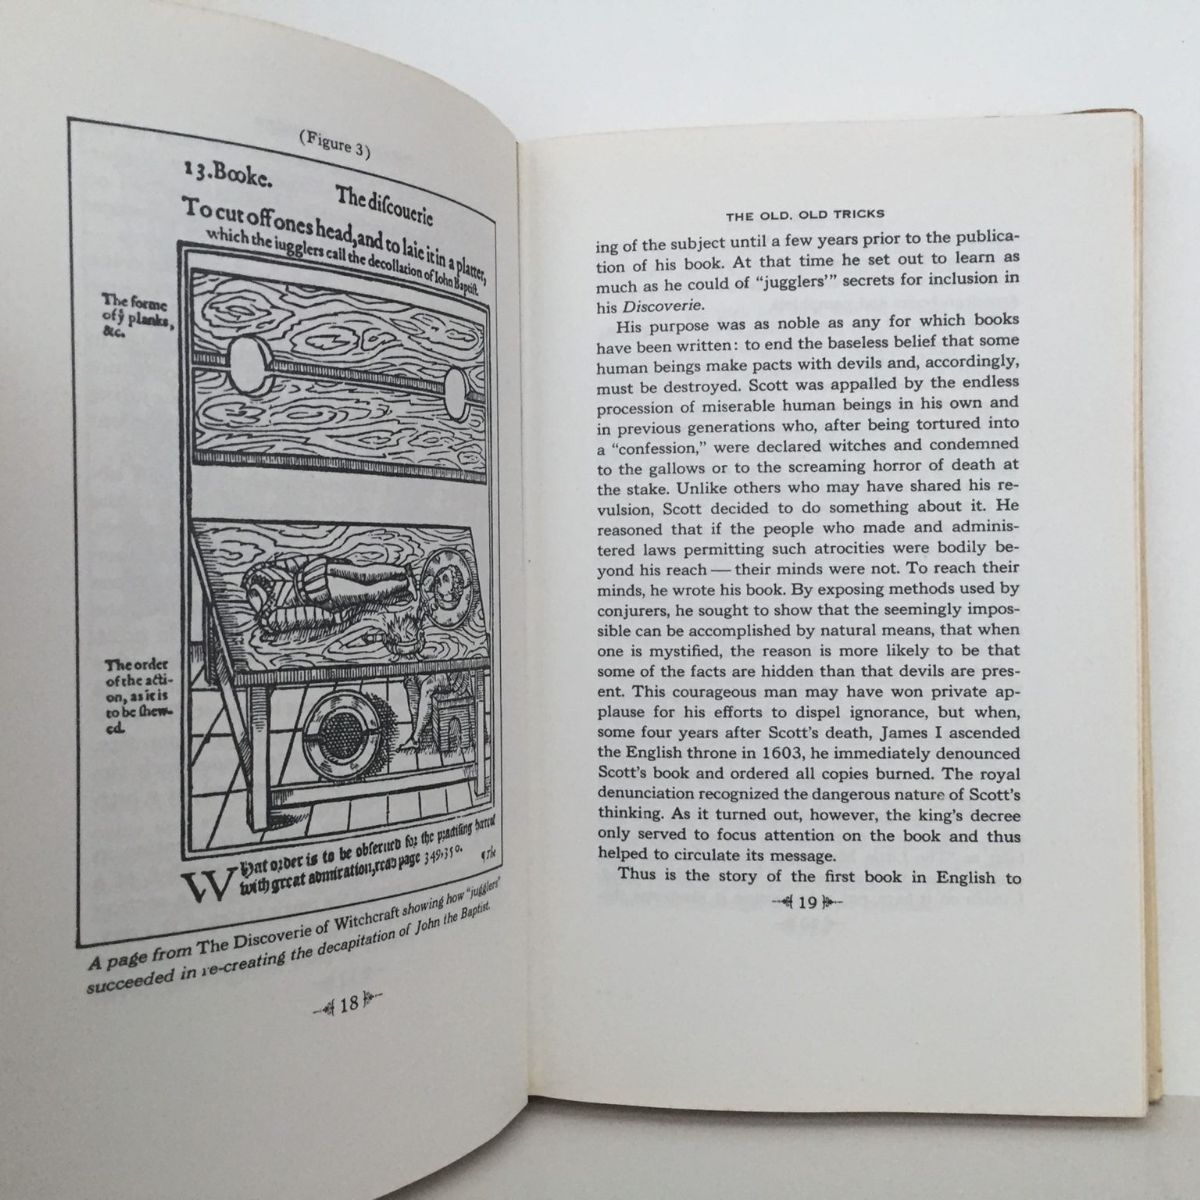 (Figure 3)
13.Booke.
The diſcouerie
To cut off ones head, and to laie it in a platter,
which the iugglers call the decollation of Iohn Baptiſt.
The forme
of ẏ planks,
&c.
The order
of the acti-
on, as it is
to be ſhew-
ed.
What order is to be obſerued for the practiſing hereof
with great admiration, read page 349,350.
¶ The
A page from The Discoverie of Witchcraft showing how "jugglers"
succeeded in re-creating the decapitation of John the Baptist.
18
THE OLD, OLD TRICKS
ing of the subject until a few years prior to the publica-
tion of his book. At that time he set out to learn as
much as he could of "jugglers'" secrets for inclusion in
his Discoverie.
His purpose was as noble as any for which books
have been written: to end the baseless belief that some
human beings make pacts with devils and, accordingly,
must be destroyed. Scott was appalled by the endless
procession of miserable human beings in his own and
in previous generations who, after being tortured into
a "confession," were declared witches and condemned
to the gallows or to the screaming horror of death at
the stake. Unlike others who may have shared his re-
vulsion, Scott decided to do something about it. He
reasoned that if the people who made and adminis-
tered laws permitting such atrocities were bodily be-
yond his reach — their minds were not. To reach their
minds, he wrote his book. By exposing methods used by
conjurers, he sought to show that the seemingly impos-
sible can be accomplished by natural means, that when
one is mystified, the reason is more likely to be that
some of the facts are hidden than that devils are pres-
ent. This courageous man may have won private ap-
plause for his efforts to dispel ignorance, but when,
some four years after Scott's death, James I ascended
the English throne in 1603, he immediately denounced
Scott's book and ordered all copies burned. The royal
denunciation recognized the dangerous nature of Scott's
thinking. As it turned out, however, the king's decree
only served to focus attention on the book and thus
helped to circulate its message.
Thus is the story of the first book in English to
19